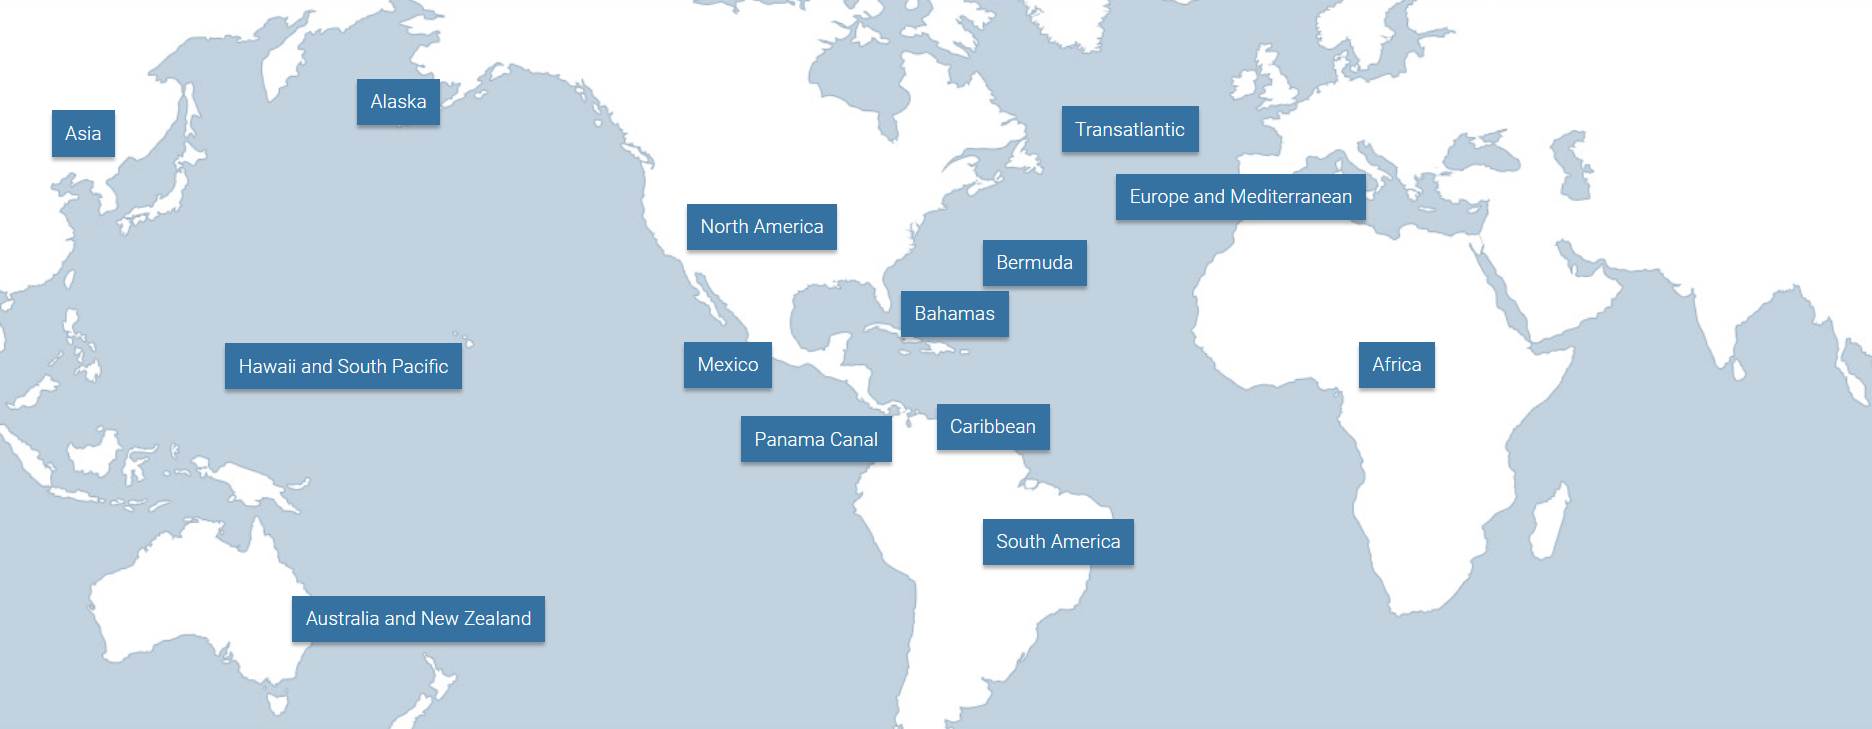 Alaska
Asia
Transatlantic
Europe and Mediterranean
North America
Bermuda
Bahamas
Hawaii and South Pacific
Mexico
Africa
Caribbean
Panama Canal
South America
Australia and New Zealand